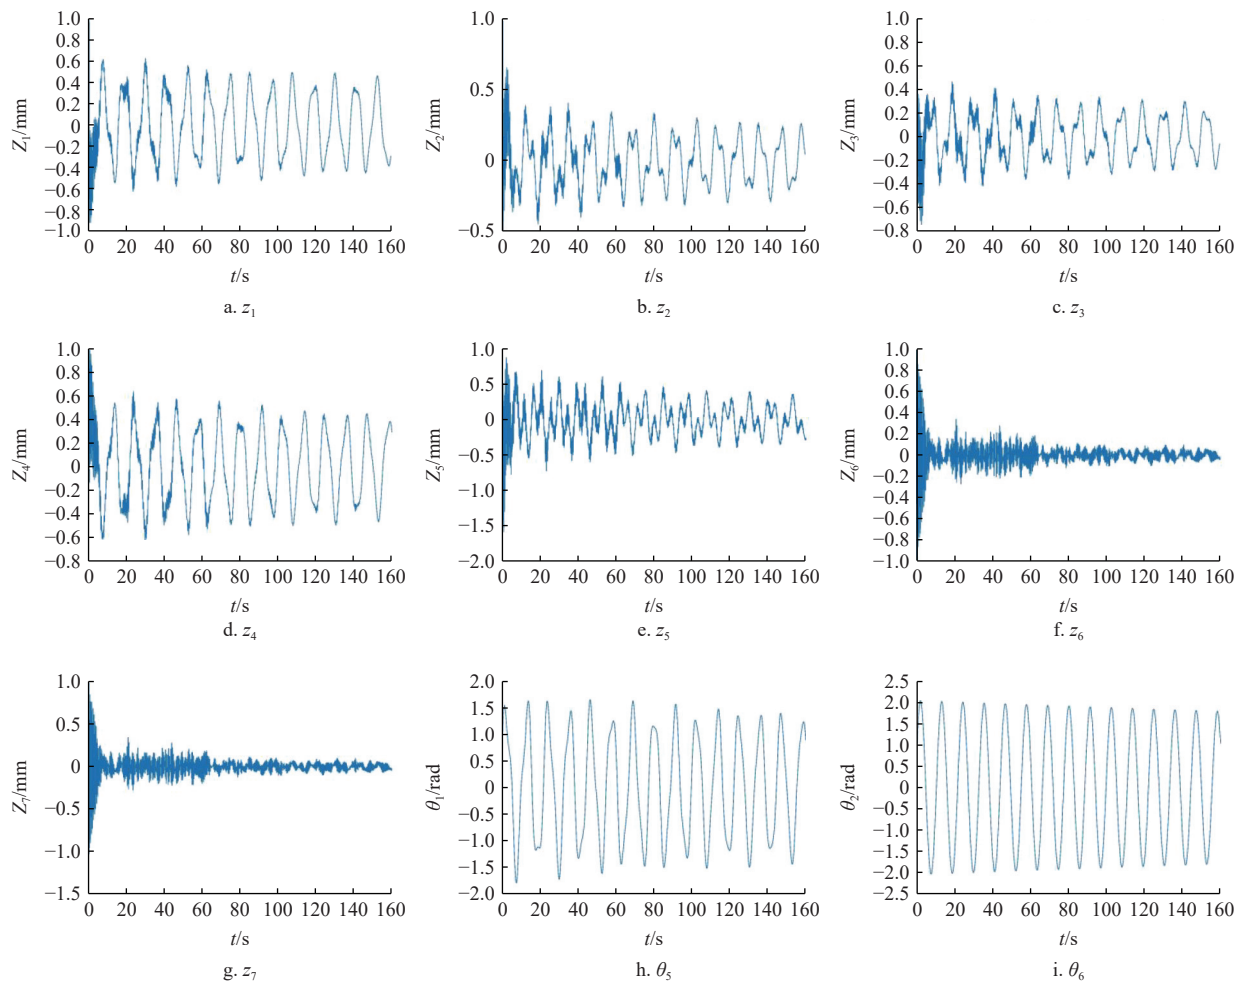 1.0
0.8
0.6
0.4
0.2
0
−0.2
−0.4
−0.6
−0.8
−1.0
Z₁/mm
0 20 40 60 80 100 120 140 160
t/s
a. z₁
1.0
0.5
0
−0.5
Z₂/mm
0 20 40 60 80 100 120 140 160
t/s
b. z₂
1.0
0.8
0.6
0.4
0.2
0
−0.2
−0.4
−0.6
−0.8
Z₃/mm
0 20 40 60 80 100 120 140 160
t/s
c. z₃
1.0
0.8
0.6
0.4
0.2
0
−0.2
−0.4
−0.6
0.8
Z₄/mm
0 20 40 60 80 100 120 140 160
t/s
d. z₄
1.0
0.5
0
−0.5
−1.0
−1.5
−2.0
Z₅/mm
0 20 40 60 80 100 120 140 160
t/s
e. z₅
1.0
0.8
0.6
0.4
0.2
0
−0.2
−0.4
−0.6
−0.8
−1.0
Z₆/mm
0 20 40 60 80 100 120 140 160
t/s
f. z₆
1.0
0.5
0
−0.5
−1.0
−1.5
Z₇/mm
0 20 40 60 80 100 120 140 160
t/s
g. z₇
2.0
1.5
1.0
0.5
0
−0.5
−1.0
−1.5
−2.0
θ₁/rad
0 20 40 60 80 100 120 140 160
t/s
h. θ₅
2.5
2.0
1.5
1.0
0.5
0
−0.5
−1.0
−1.5
−2.0
−2.5
θ₂/rad
0 20 40 60 80 100 120 140 160
t/s
i. θ₆